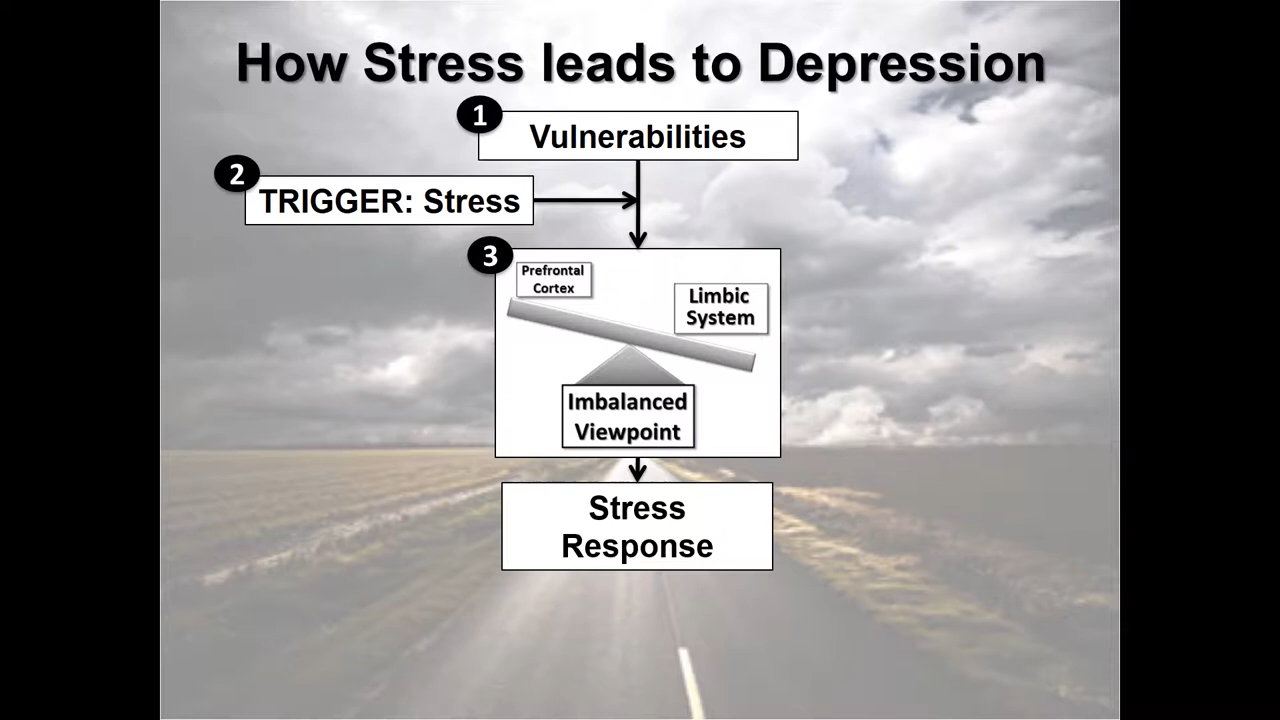 How Stress leads to Depression
1
Vulnerabilities
2
TRIGGER: Stress
3
Prefrontal
Cortex
Limbic
System
Imbalanced
Viewpoint
Stress
Response